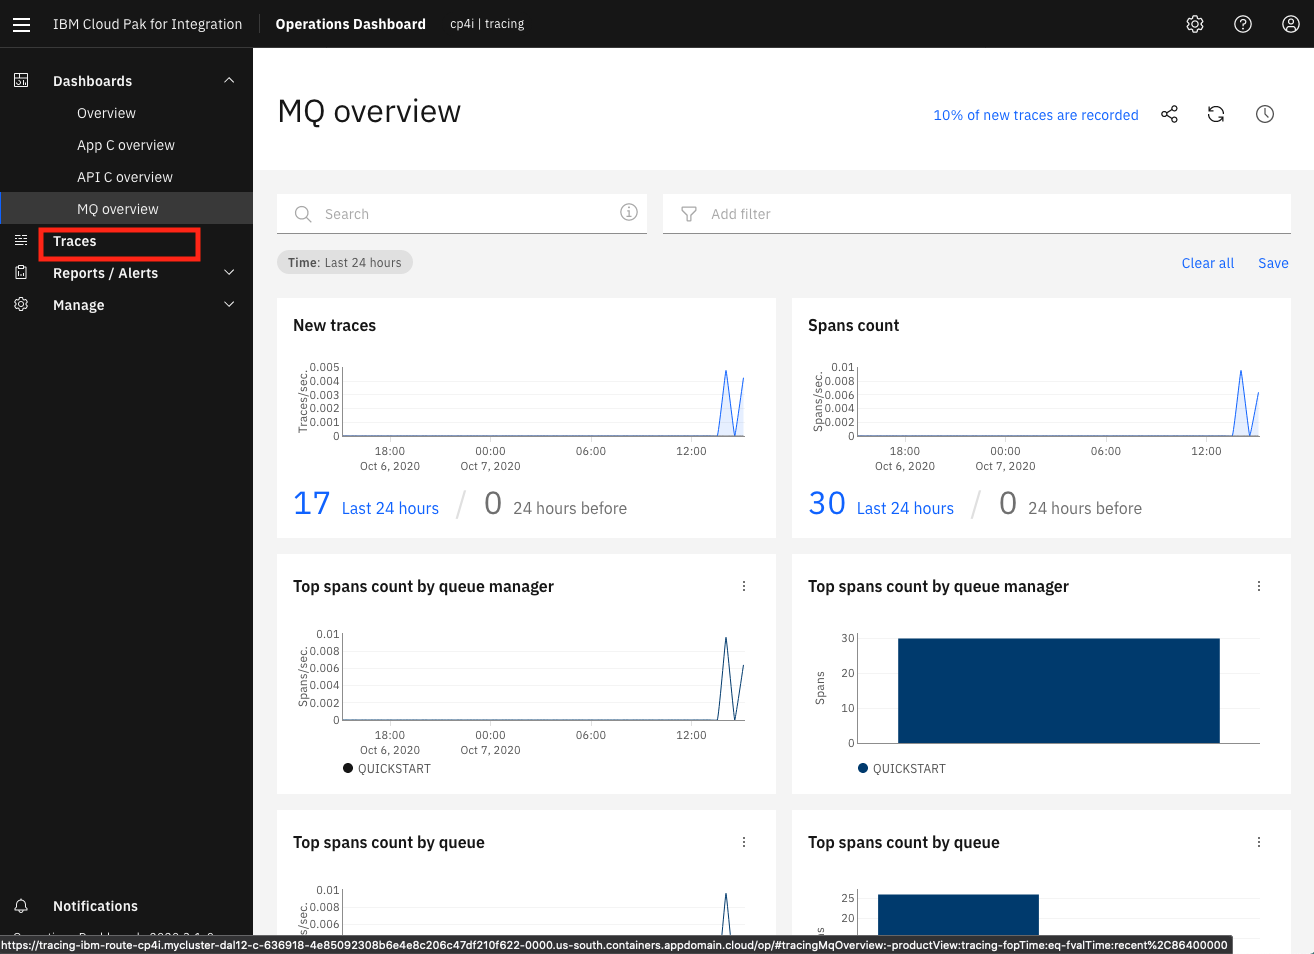 IBM Cloud Pak for Integration
Operations Dashboard
cp4i | tracing
Dashboards
Overview
App C overview
API C overview
MQ overview
Traces
Reports / Alerts
Manage
Notifications
MQ overview
10% of new traces are recorded
Search
Add filter
Time: Last 24 hours
Clear all
Save
New traces
Traces/sec.
0.005
0.004
0.003
0.002
0.001
0
18:00
Oct 6, 2020
00:00
Oct 7, 2020
06:00
12:00
17 Last 24 hours / 0 24 hours before
Spans count
Spans/sec.
0.01
0.008
0.006
0.004
0.002
0
18:00
Oct 6, 2020
00:00
Oct 7, 2020
06:00
12:00
30 Last 24 hours / 0 24 hours before
Top spans count by queue manager
Spans/sec.
0.01
0.008
0.006
0.004
0.002
0
18:00
Oct 6, 2020
00:00
Oct 7, 2020
06:00
12:00
QUICKSTART
Top spans count by queue manager
Spans
30
20
10
0
QUICKSTART
Top spans count by queue
0.01
0.008
0.006
Top spans count by queue
25
20
https://tracing-ibm-route-cp4i.mycluster-dal12-c-636918-4e85092308b6e4e8c206c47df210f622-0000.us-south.containers.appdomain.cloud/op/#tracingMqOverview:-productView:tracing-fopTime:eq-fvalTime:recent%2C86400000